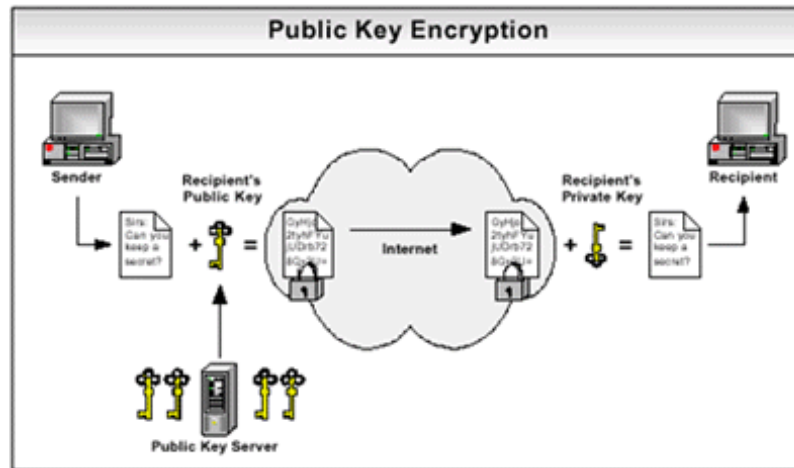 Public Key Encryption
Sender
Recipient's
Public Key
Recipient's
Private Key
Recipient
Sirs:
Can you
keep a
secret?
+
=
Internet
+
=
Sirs:
Can you
keep a
secret?
Public Key Server